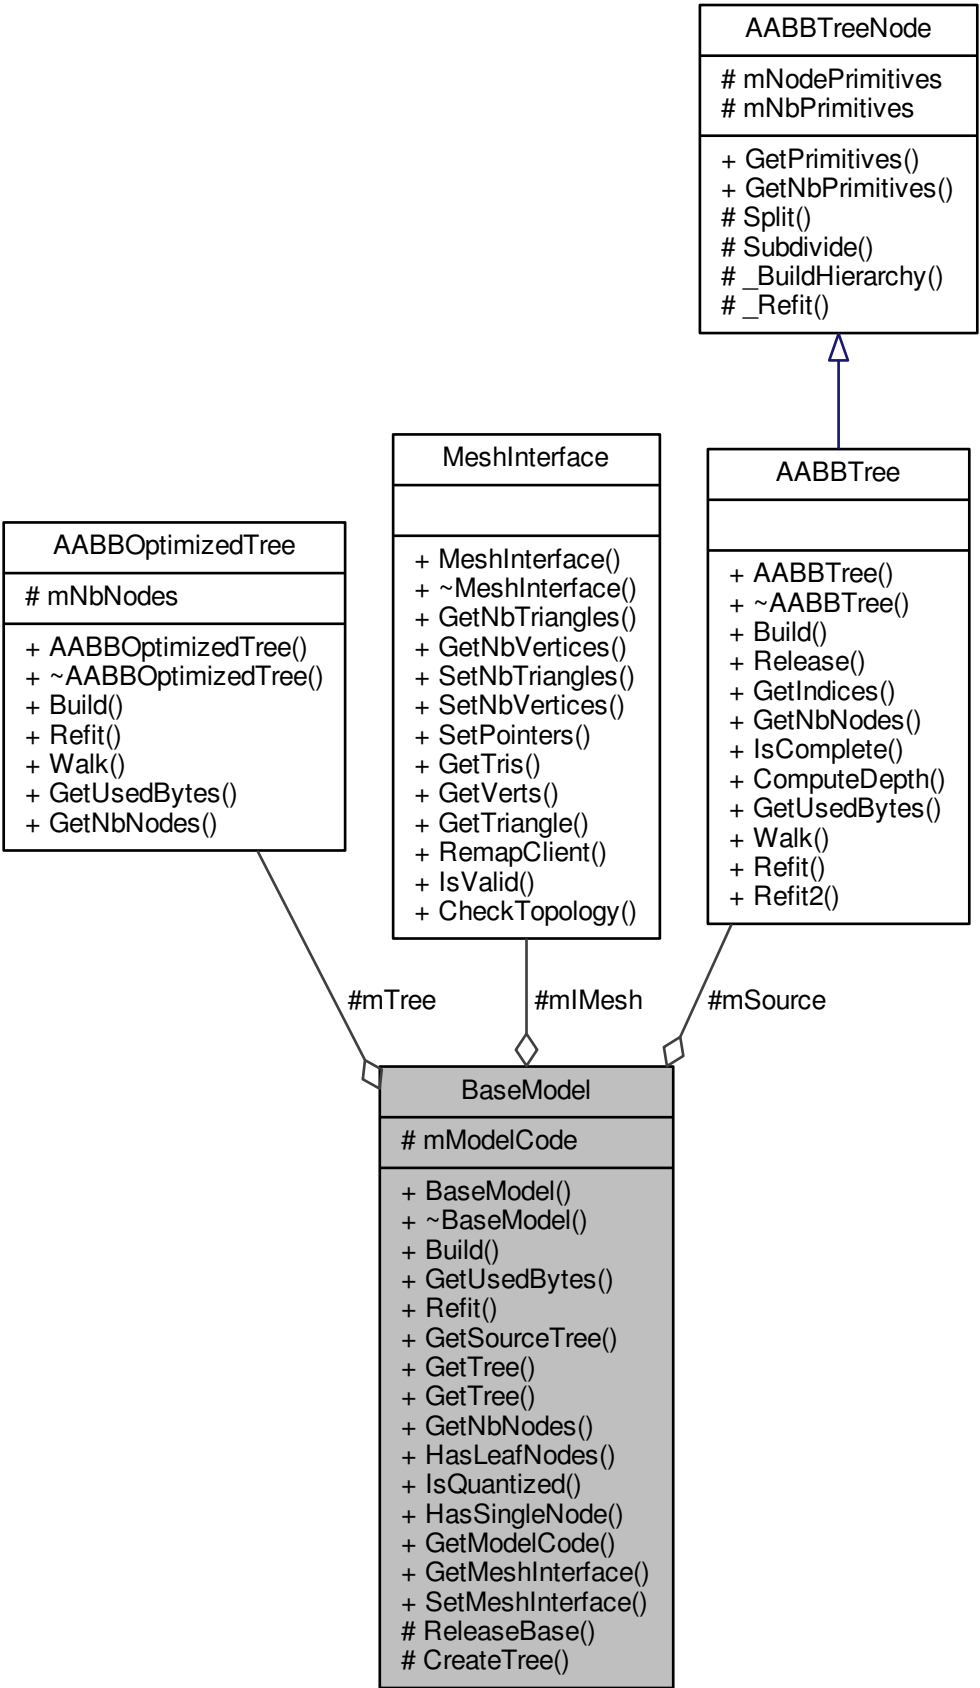 AABBTreeNode
# mNodePrimitives
# mNbPrimitives
+ GetPrimitives()
+ GetNbPrimitives()
# Split()
# Subdivide()
# _BuildHierarchy()
# _Refit()
AABBOptimizedTree
# mNbNodes
+ AABBOptimizedTree()
+ ~AABBOptimizedTree()
+ Build()
+ Refit()
+ Walk()
+ GetUsedBytes()
+ GetNbNodes()
MeshInterface
+ MeshInterface()
+ ~MeshInterface()
+ GetNbTriangles()
+ GetNbVertices()
+ SetNbTriangles()
+ SetNbVertices()
+ SetPointers()
+ GetTris()
+ GetVerts()
+ GetTriangle()
+ RemapClient()
+ IsValid()
+ CheckTopology()
AABBTree
+ AABBTree()
+ ~AABBTree()
+ Build()
+ Release()
+ GetIndices()
+ GetNbNodes()
+ IsComplete()
+ ComputeDepth()
+ GetUsedBytes()
+ Walk()
+ Refit()
+ Refit2()
#mTree
#mIMesh
#mSource
BaseModel
# mModelCode
+ BaseModel()
+ ~BaseModel()
+ Build()
+ GetUsedBytes()
+ Refit()
+ GetSourceTree()
+ GetTree()
+ GetTree()
+ GetNbNodes()
+ HasLeafNodes()
+ IsQuantized()
+ HasSingleNode()
+ GetModelCode()
+ GetMeshInterface()
+ SetMeshInterface()
# ReleaseBase()
# CreateTree()